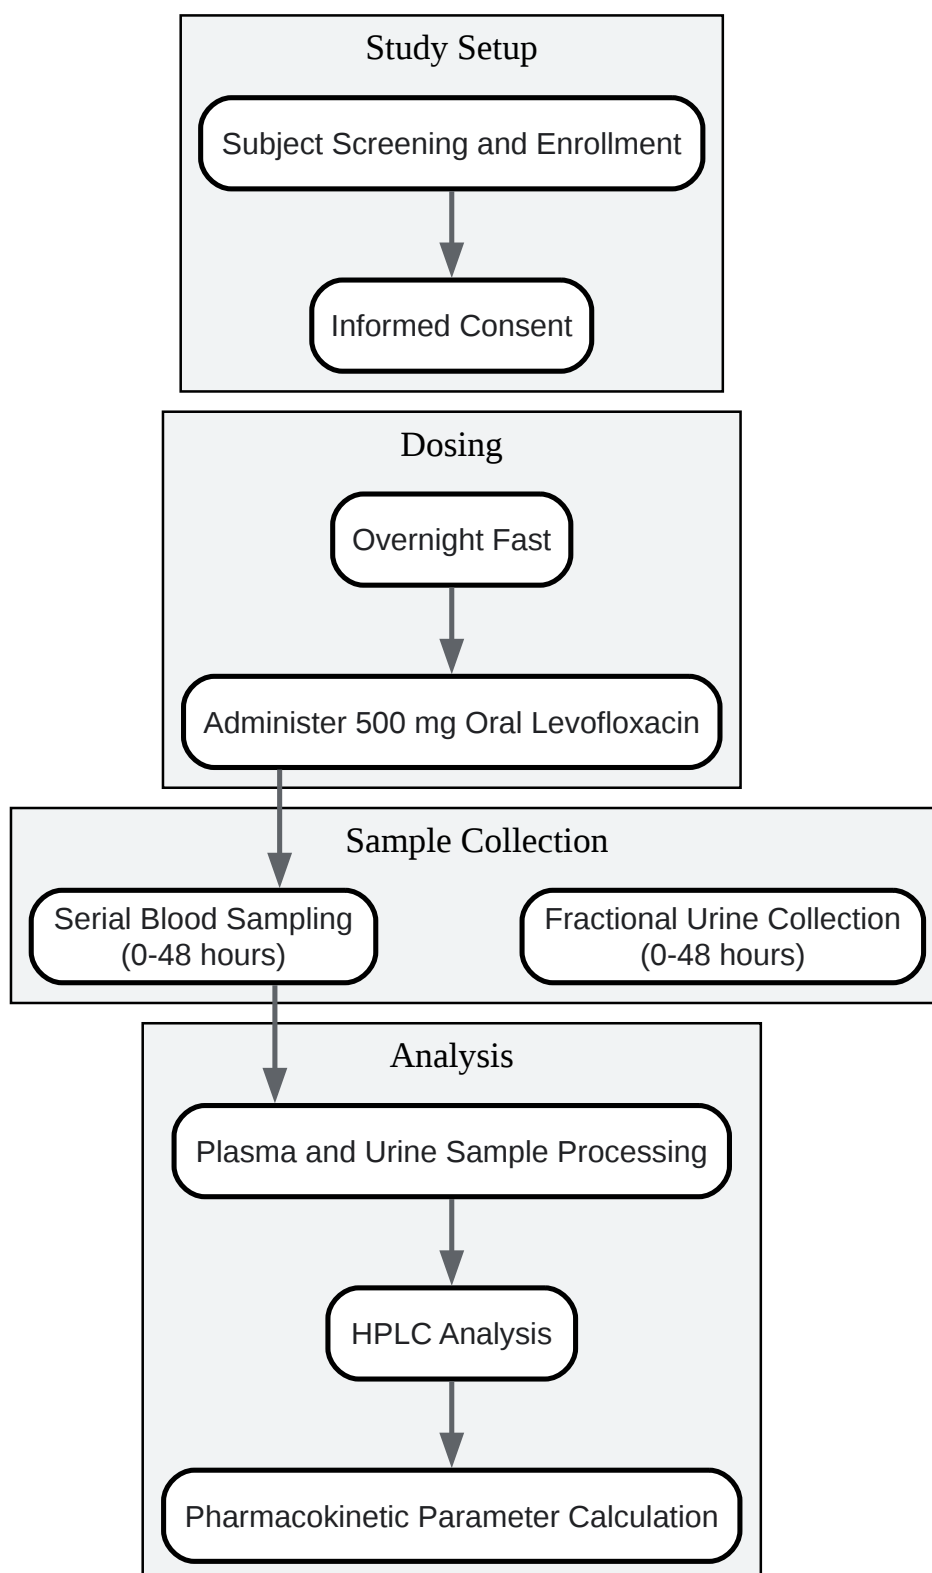 Study Setup
Subject Screening and Enrollment
Informed Consent
Dosing
Overnight Fast
Administer 500 mg Oral Levofloxacin
Sample Collection
Serial Blood Sampling
(0-48 hours)
Fractional Urine Collection
(0-48 hours)
Analysis
Plasma and Urine Sample Processing
HPLC Analysis
Pharmacokinetic Parameter Calculation